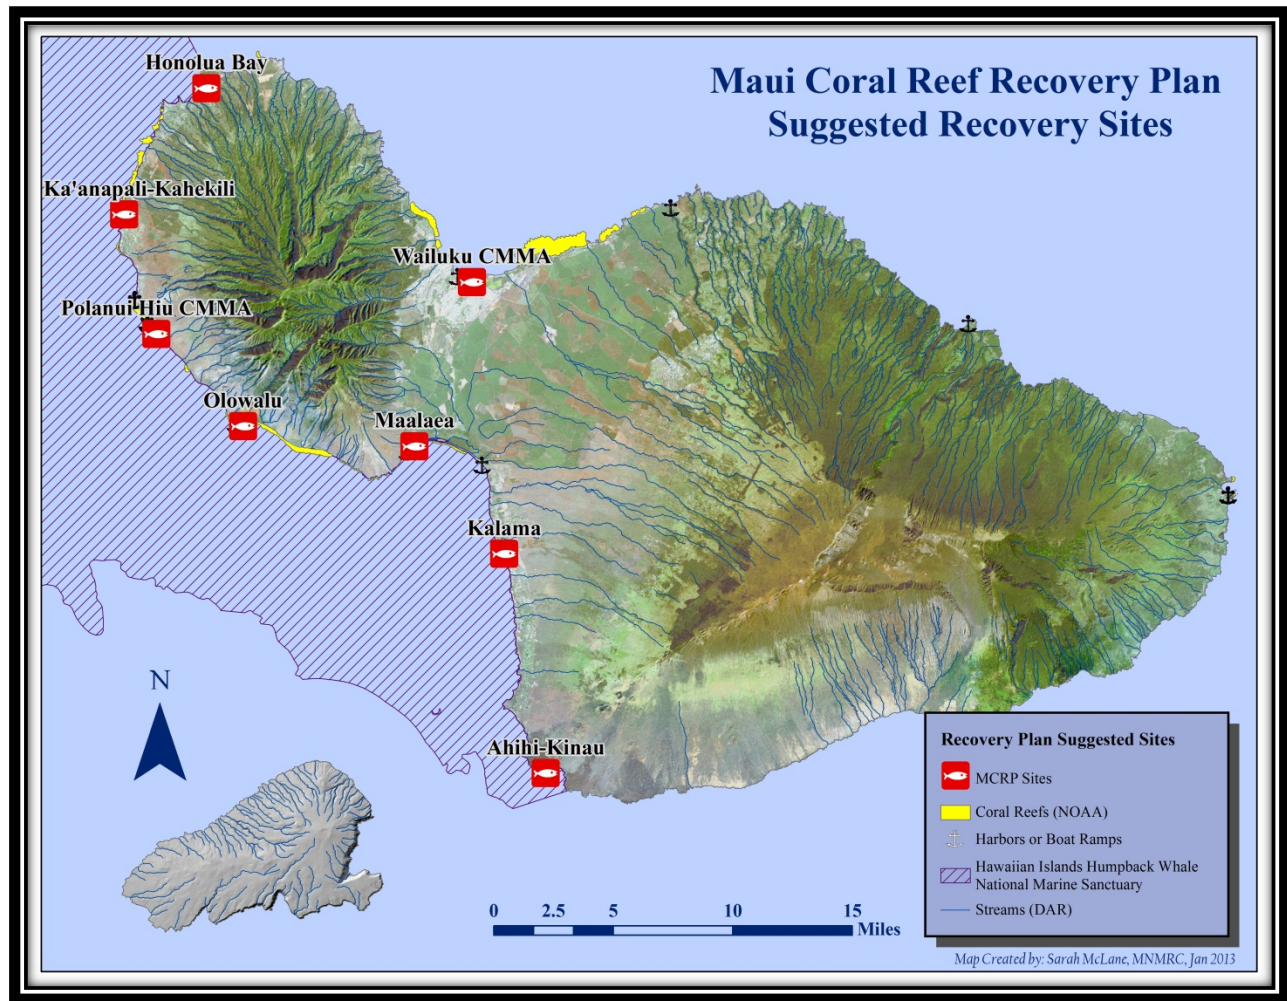 Maui Coral Reef Recovery Plan
Suggested Recovery Sites
Honolua Bay
Ka'anapali-Kahekili
Wailuku CMMA
Polanui Hiu CMMA
Olowalu
Maalaea
Kalama
Ahihi-Kinau
N
0 2.5 5 10 15
Miles
Recovery Plan Suggested Sites
MCRP Sites
Coral Reefs (NOAA)
Harbors or Boat Ramps
Hawaiian Islands Humpback Whale
National Marine Sanctuary
Streams (DAR)
Map Created by: Sarah McLane, MNMRC, Jan 2013